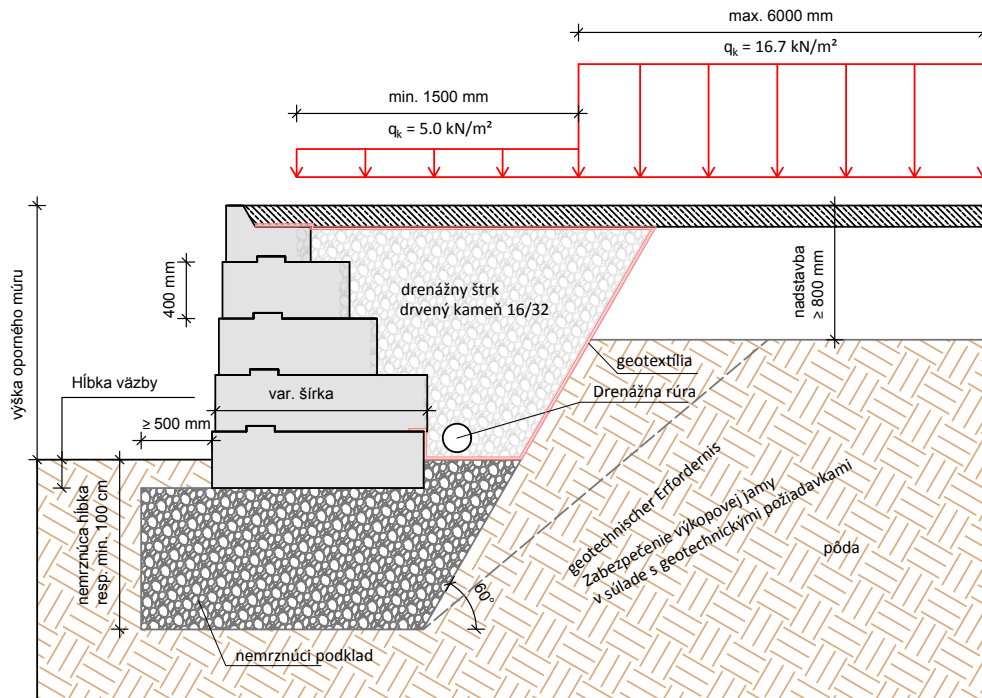 max. 6000 mm
qk = 16.7 kN/m²
min. 1500 mm
qk = 5.0 kN/m²
výška oporného múru
400 mm
drenážny štrk
drvený kameň 16/32
nadstavba
≥ 800 mm
geotextília
Drenážna rúra
Hĺbka väzby
var. šírka
≥ 500 mm
nemrznúca hĺbka
resp. min. 100 cm
geotechnischer Erfordernis
Zabezpečenie výkopovej jamy
v súlade s geotechnickými požiadavkami
pôda
60°
nemrznúci podklad